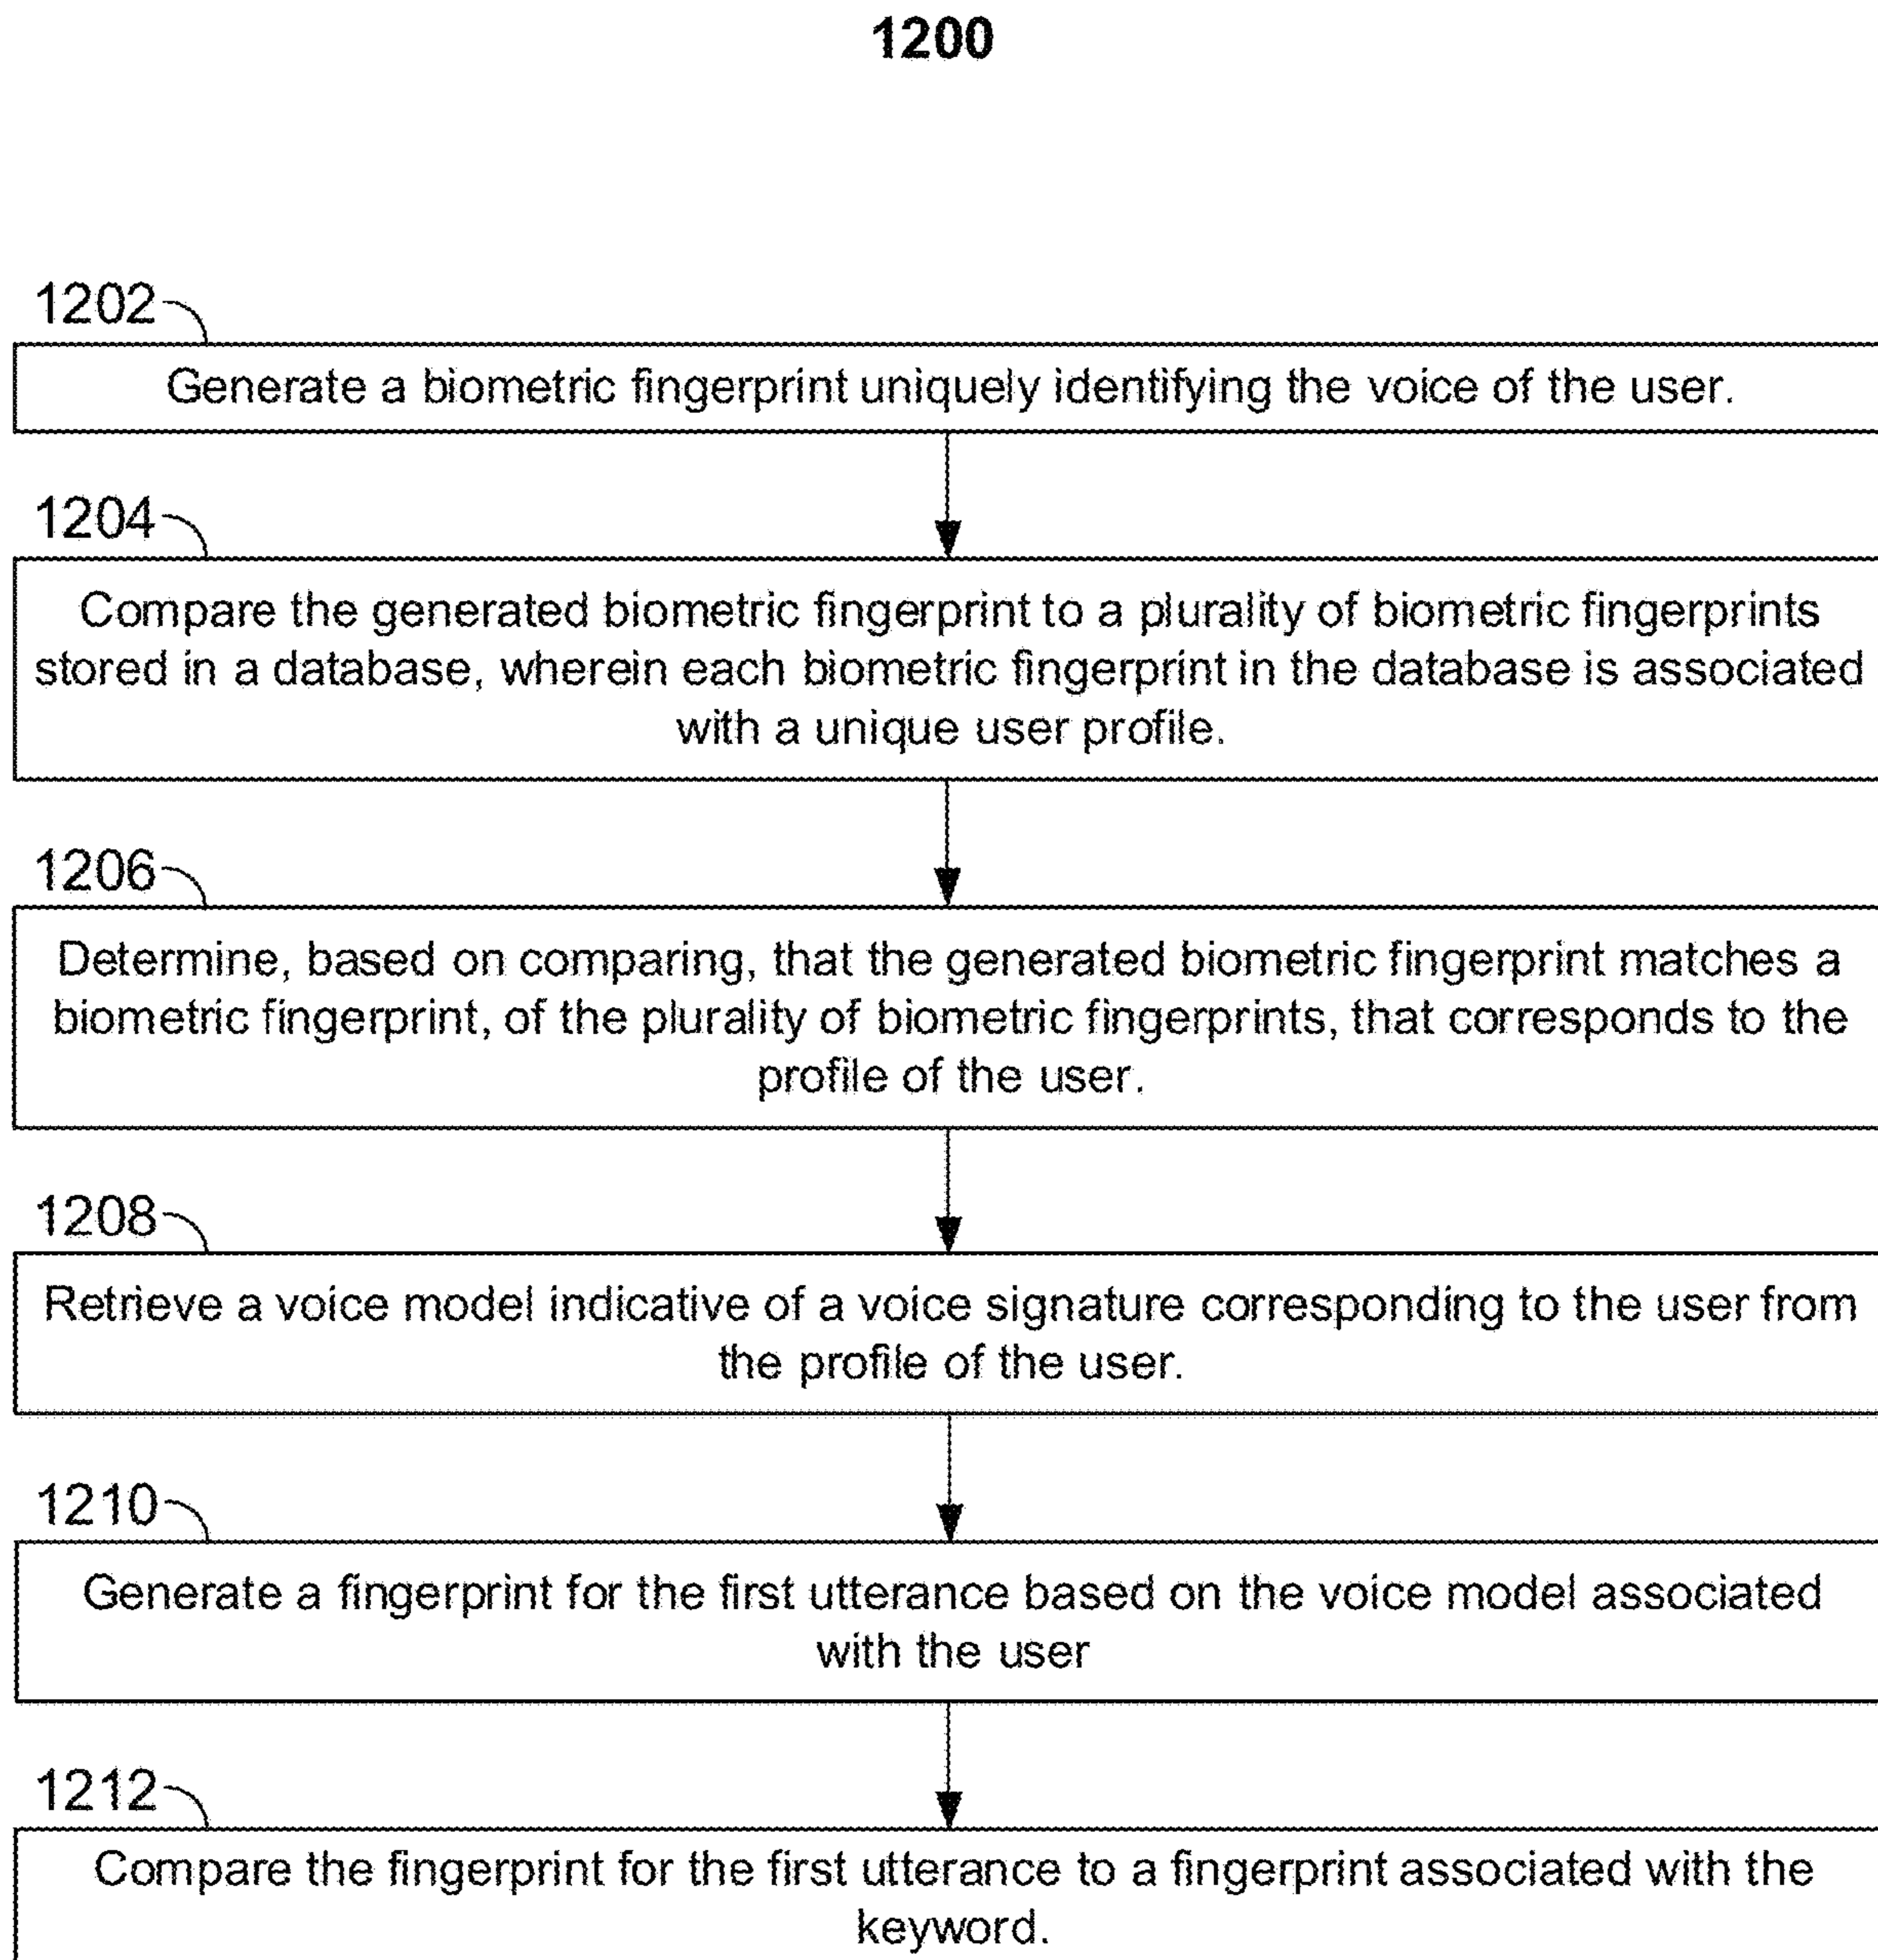 1200
1202
Generate a biometric fingerprint uniquely identifying the voice of the user.
1204
Compare the generated biometric fingerprint to a plurality of biometric fingerprints
stored in a database, wherein each biometric fingerprint in the database is associated
with a unique user profile.
1206
Determine, based on comparing, that the generated biometric fingerprint matches a
biometric fingerprint, of the plurality of biometric fingerprints, that corresponds to the
profile of the user.
1208
Retrieve a voice model indicative of a voice signature corresponding to the user from
the profile of the user.
1210
Generate a fingerprint for the first utterance based on the voice model associated
with the user
1212
Compare the fingerprint for the first utterance to a fingerprint associated with the
keyword.